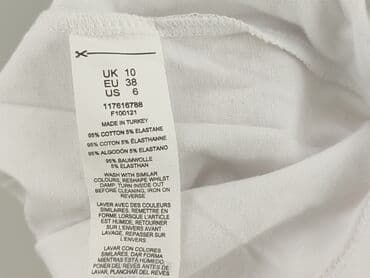 UK 10
EU 38
US 6
117616788
F100121
MADE IN TURKEY
95% COTTON 5% ELASTANE
95% COTON 5% ELASTHANNE
95% ALGODÓN 5% ELASTANO
95% BAUMWOLLE
5% ELASTHAN
WASH WITH SIMILAR
COLOURS, RESHAPE WHILST
DAMP, TURN INSIDE OUT
BEFORE CLEANING, IRON ON
REVERSE
LAVER AVEC DES COULEURS
SIMILAIRES, REMETTRE EN
FORME LORSQUE L'ARTICLE
EST HUMIDE, RETOURNER
SUR L'ENVERS AVANT
LAVAGE, REPASSER SUR
L'ENVERS
LAVAR CON COLORES
SIMILARES, DAR FORMA
MIENTRAS ESTÁ HÚMEDO,
PONER DEL REVÉS ANTES DE
LAVAR, PLANCHAR DEL REVÉS